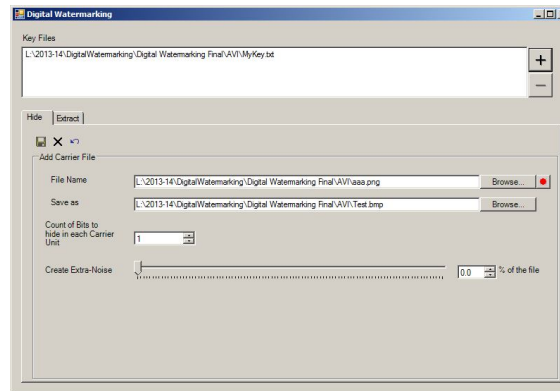 Digital Watermarking
Key Files
L:\2013-14\DigitalWatermarking\Digital Watermarking Final\AVI\MyKey.txt
+
−
Hide Extract
Add Carrier File
File Name L:\2013-14\DigitalWatermarking\Digital Watermarking Final\AVI\aaa.png Browse...
Save as L:\2013-14\DigitalWatermarking\Digital Watermarking Final\AVI\Test.bmp Browse...
Count of Bits to
hide in each Carrier 1
Unit
Create Extra-Noise 0.0 % of the file